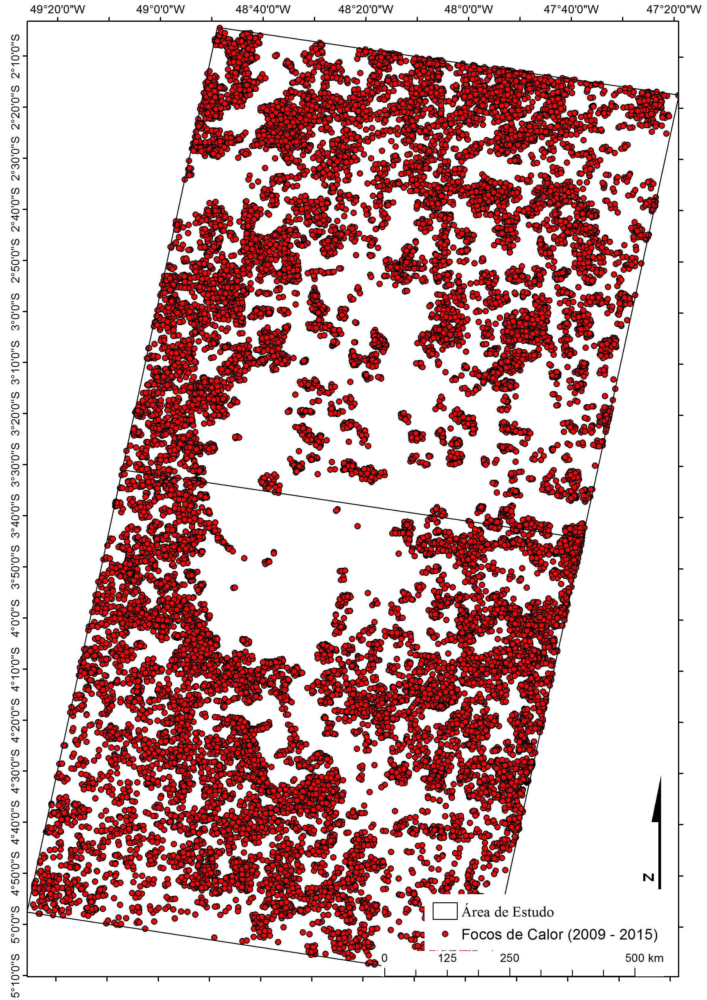 49°20'0"W 49°0'0"W 48°40'0"W 48°20'0"W 48°0'0"W 47°40'0"W 47°20'0"W
2°10'0"S
2°20'0"S
2°30'0"S
2°40'0"S
2°50'0"S
3°0'0"S
3°10'0"S
3°20'0"S
3°30'0"S
3°40'0"S
3°50'0"S
4°0'0"S
4°10'0"S
4°20'0"S
4°30'0"S
4°40'0"S
4°50'0"S
5°0'0"S
5°10'0"S
N
Área de Estudo
Focos de Calor (2009 - 2015)
0 125 250 500 km